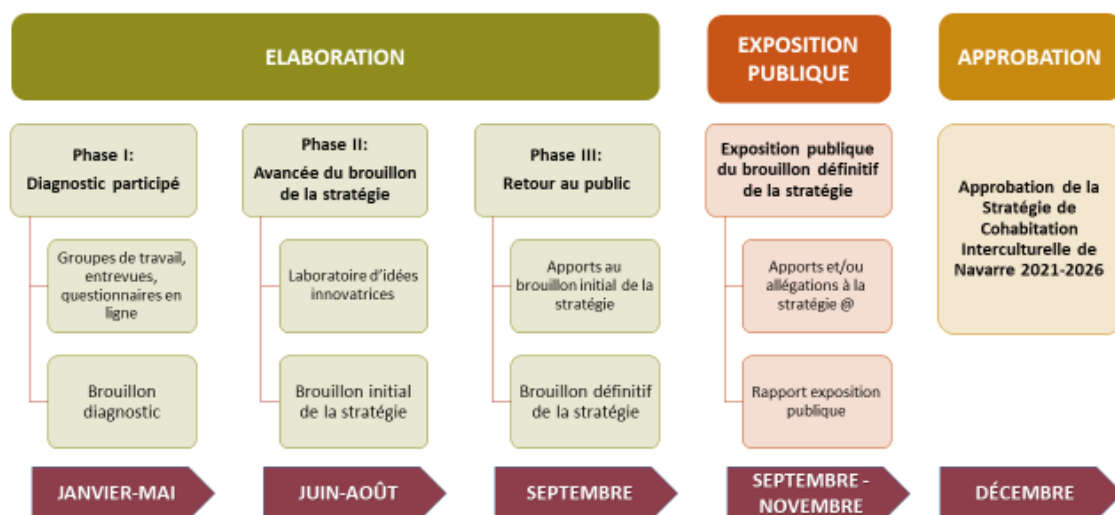 ELABORATION
EXPOSITION
PUBLIQUE
APPROBATION
Phase I:
Diagnostic participé
Groupes de travail,
entrevues,
questionnaires en
ligne
Brouillon
diagnostic
Phase II:
Avancée du brouillon
de la stratégie
Laboratoire d'idées
innovatrices
Brouillon initial
de la stratégie
Phase III:
Retour au public
Apports au
brouillon initial de la
stratégie
Brouillon définitif
de la stratégie
Exposition publique
du brouillon définitif
de la stratégie
Apports et/ou
allégations à la
stratégie @
Rapport exposition
publique
Approbation de la
Stratégie de
Cohabitation
Interculturelle de
Navarre 2021-2026
JANVIER-MAI
JUIN-AOÛT
SEPTEMBRE
SEPTEMBRE -
NOVEMBRE
DÉCEMBRE